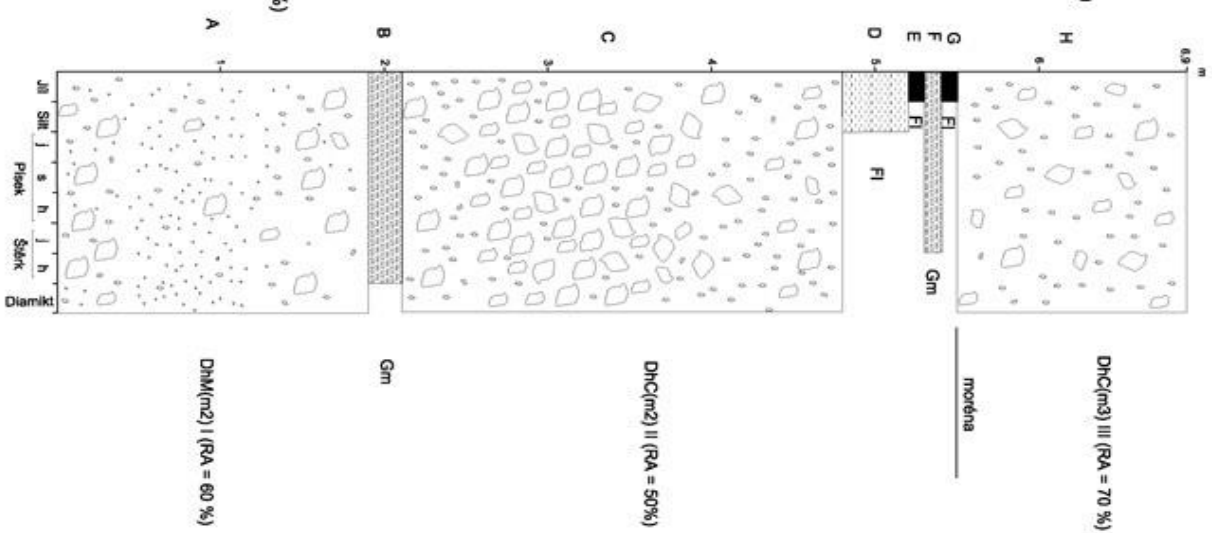 %)
)
A
B
C
D
E
F
G
H
1
2
3
4
5
6
6,9 m
Jíl
Silt
j
s
h
Písek
j
h
Štěrk
Diamikt
Fl
Fl
Fl
Gm
Gm
moréna
DhM(m2) I (RA = 60 %)
DhC(m2) II (RA = 50%)
DhC(m3) III (RA = 70 %)